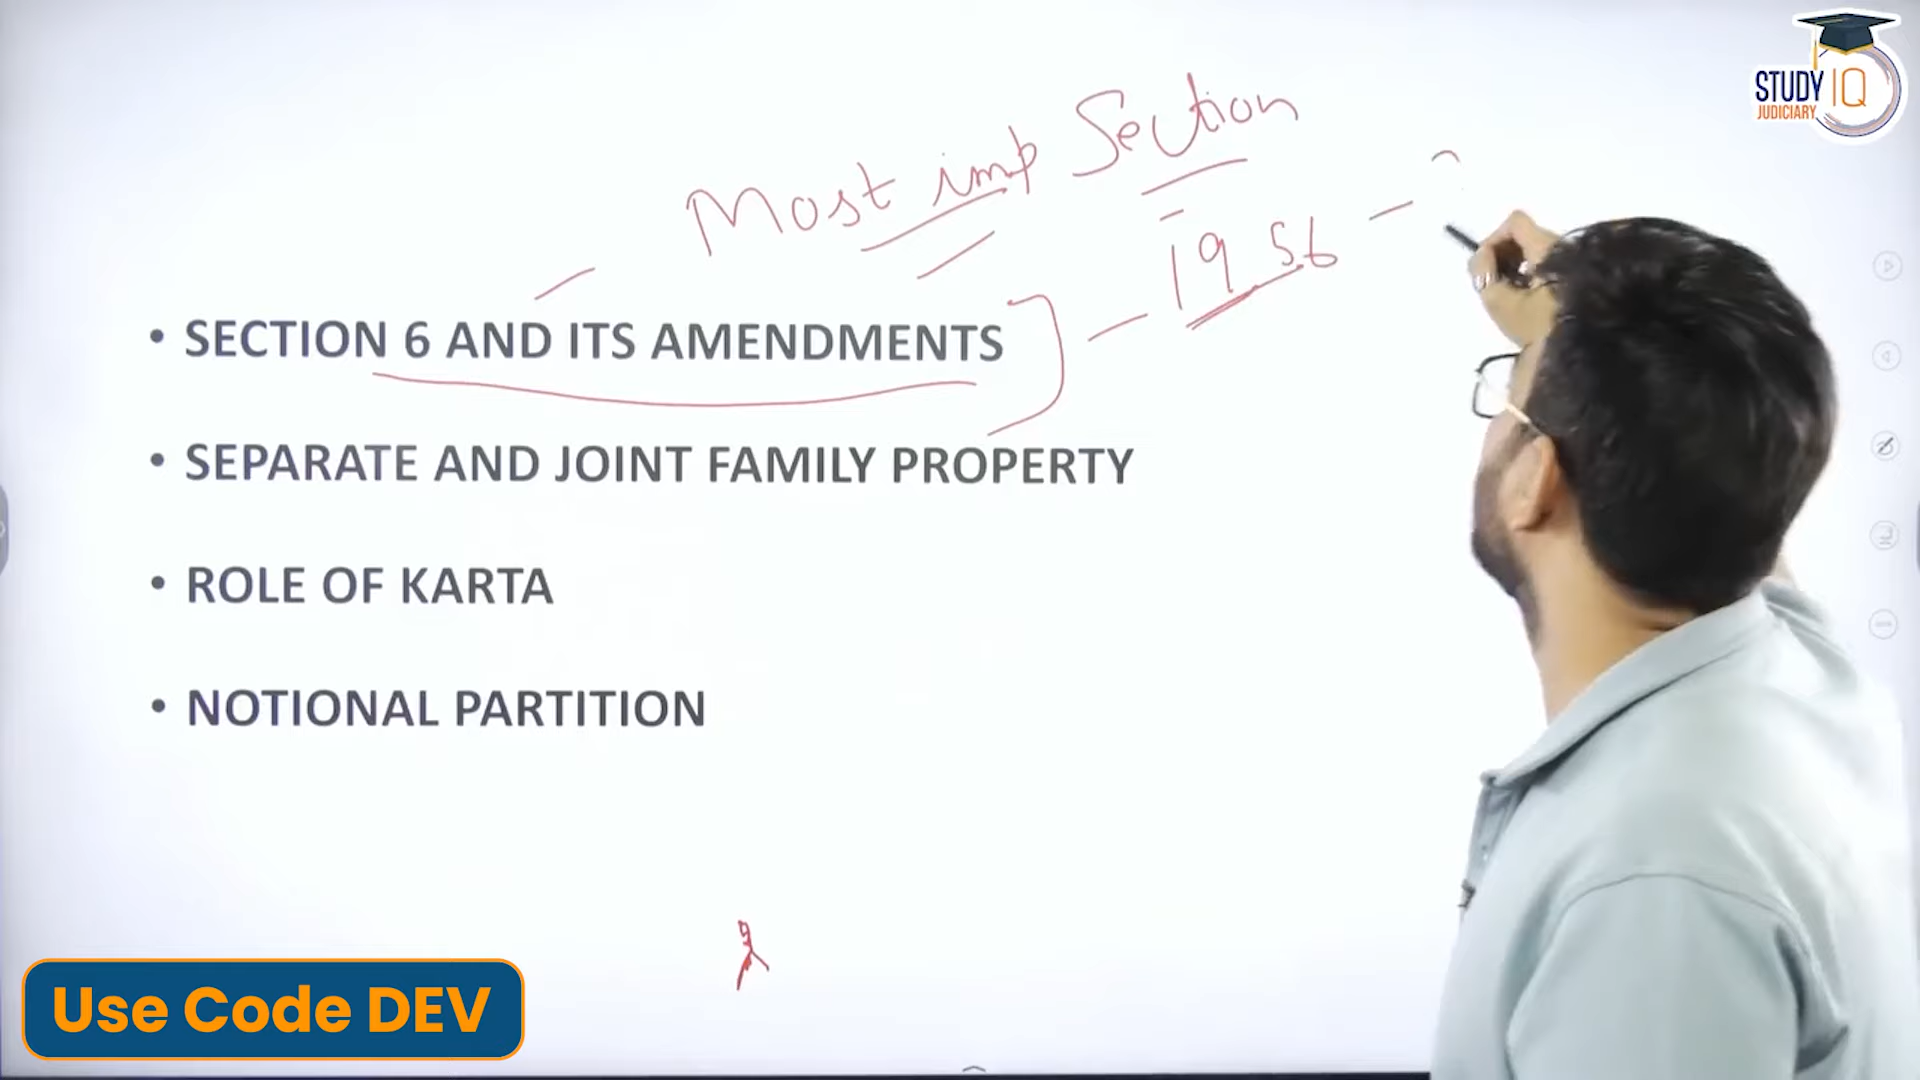 STUDY IQ
JUDICIARY
Most imp Section
1956 -
• SECTION 6 AND ITS AMENDMENTS
• SEPARATE AND JOINT FAMILY PROPERTY
• ROLE OF KARTA
• NOTIONAL PARTITION
Use Code DEV